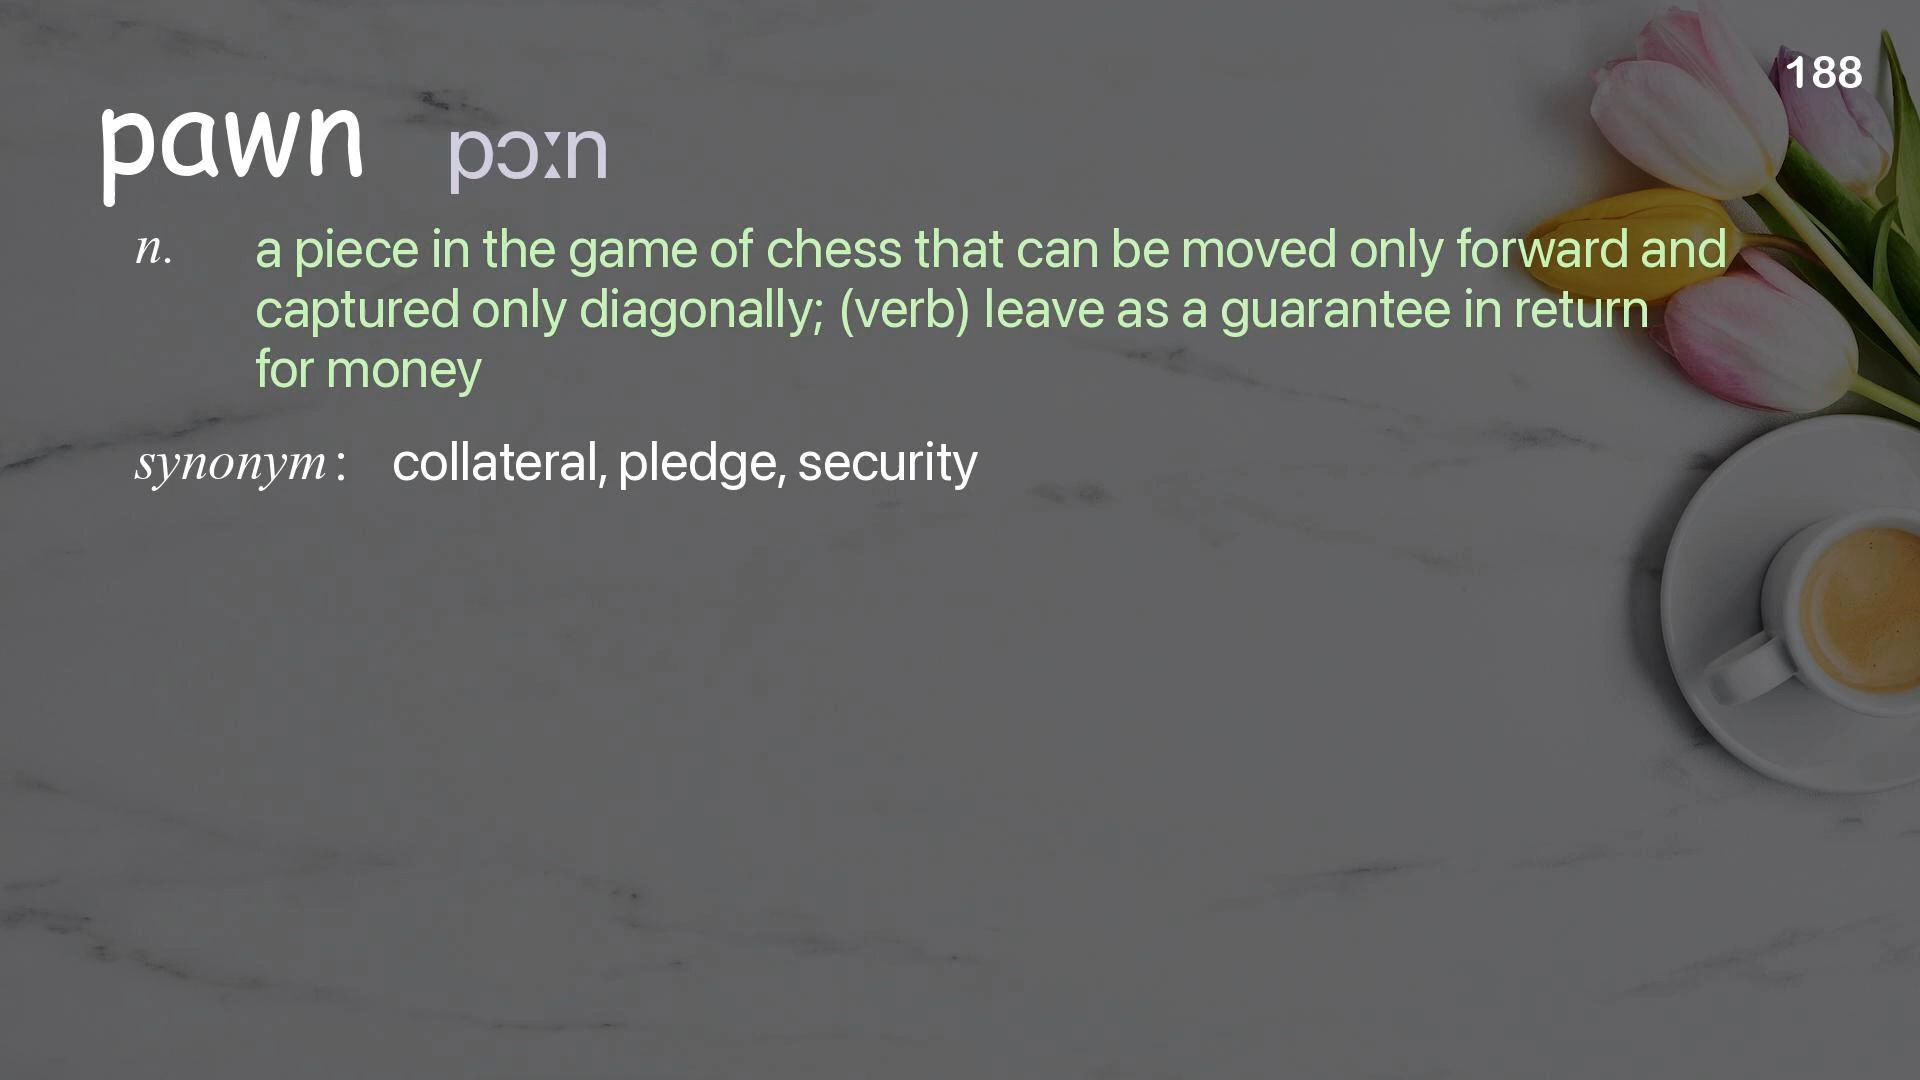 188
pawn pɔːn
n. a piece in the game of chess that can be moved only forward and
captured only diagonally; (verb) leave as a guarantee in return
for money
synonym: collateral, pledge, security